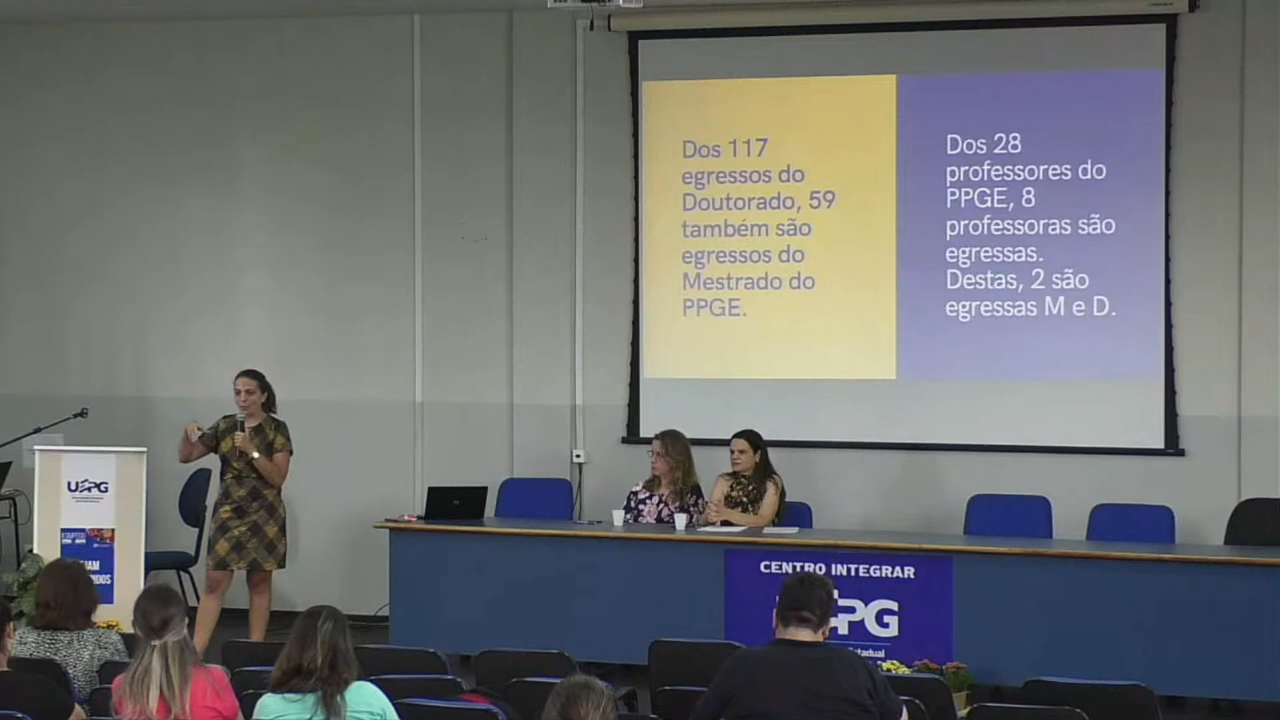 Dos 117
egressos do
Doutorado, 59
também são
egressos do
Mestrado do
PPGE.
Dos 28
professores do
PPGE, 8
professoras são
egressas.
Destas, 2 são
egressas M e D.
UEPG
CENTRO INTEGRAR